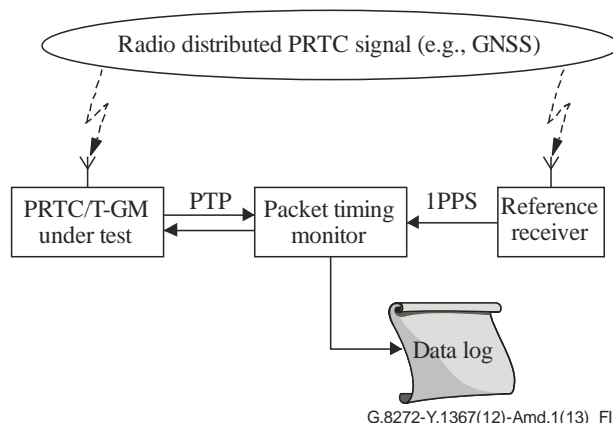 Radio distributed PRTC signal (e.g., GNSS)
PRTC/T-GM
under test
PTP
Packet timing
monitor
1PPS
Reference
receiver
Data log
G.8272-Y.1367(12)-Amd.1(13)_FI